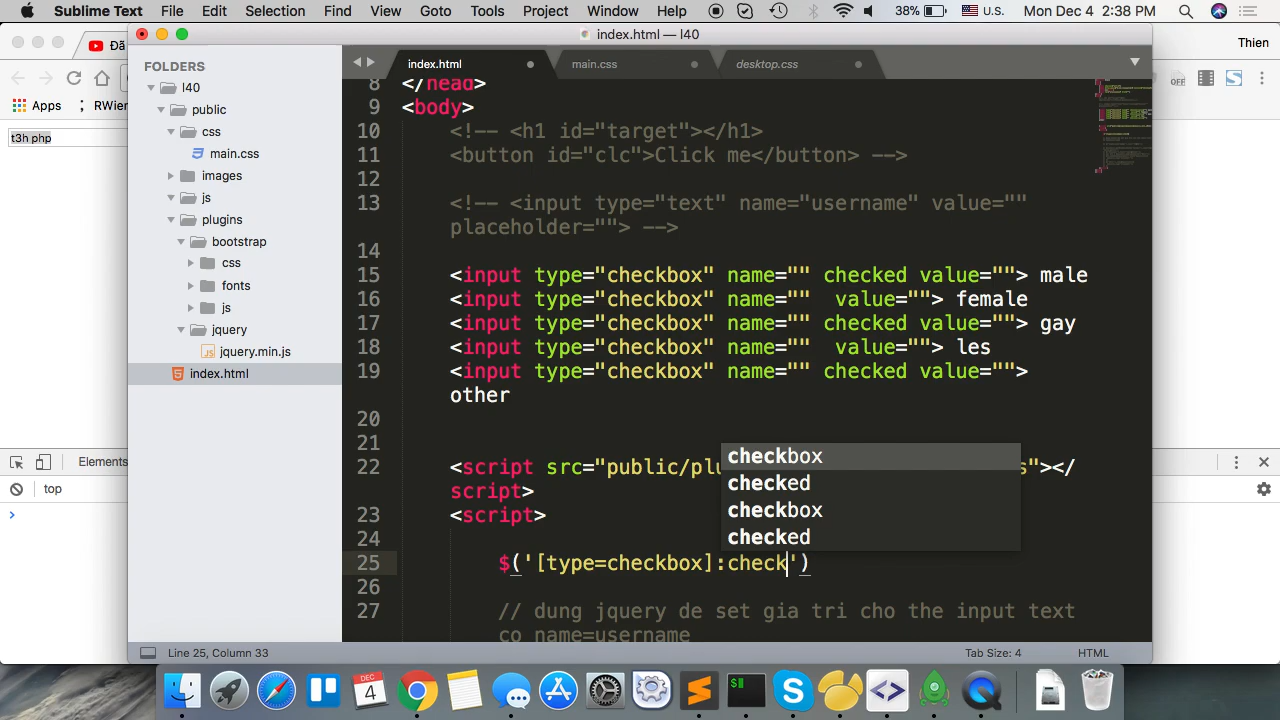 Sublime Text File Edit Selection Find View Goto Tools Project Window Help 38% U.S. Mon Dec 4 2:38 PM
index.html — l40
Đã
Thien
Apps
RWier
OFF
t3h php
FOLDERS
l40
public
css
main.css
images
js
plugins
bootstrap
css
fonts
js
jquery
jquery.min.js
index.html
index.html main.css desktop.css
8 </head>
9 <body>
10 <!-- <h1 id="target"></h1>
11 <button id="clc">Click me</button> -->
12
13 <!-- <input type="text" name="username" value=""
placeholder=""> -->
14
15 <input type="checkbox" name="" checked value=""> male
16 <input type="checkbox" name=""  value=""> female
17 <input type="checkbox" name="" checked value=""> gay
18 <input type="checkbox" name=""  value=""> les
19 <input type="checkbox" name="" checked value="">
other
20
21
22 <script src="public/plu s"></
script>
23 <script>
24
25 $('[type=checkbox]:check')
26
27 // dung jquery de set gia tri cho the input text
co name=username
checkbox
checked
checkbox
checked
Elements
top
Line 25, Column 33
Tab Size: 4
HTML
DEC
4
$